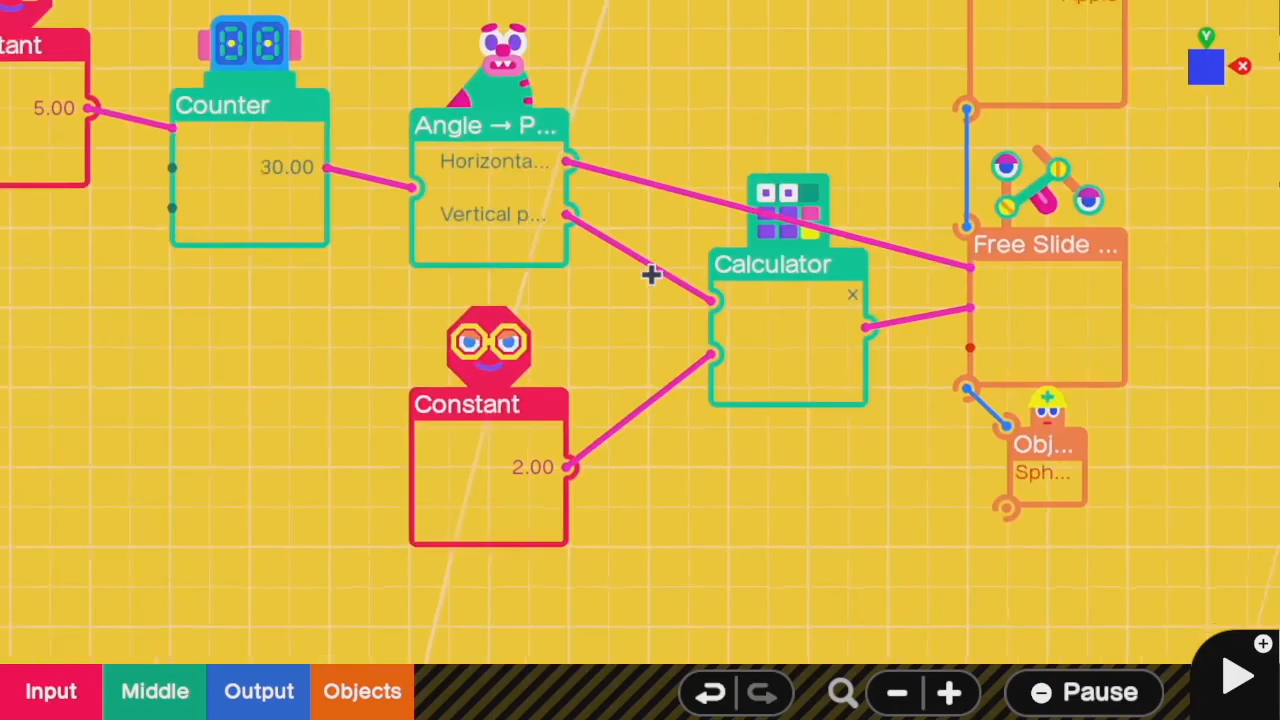 tant
5.00
Counter
30.00
Angle → P...
Horizonta...
Vertical p...
Calculator
×
Constant
2.00
Free Slide ...
Obj...
Sph...
Y
X
Input
Middle
Output
Objects
Pause